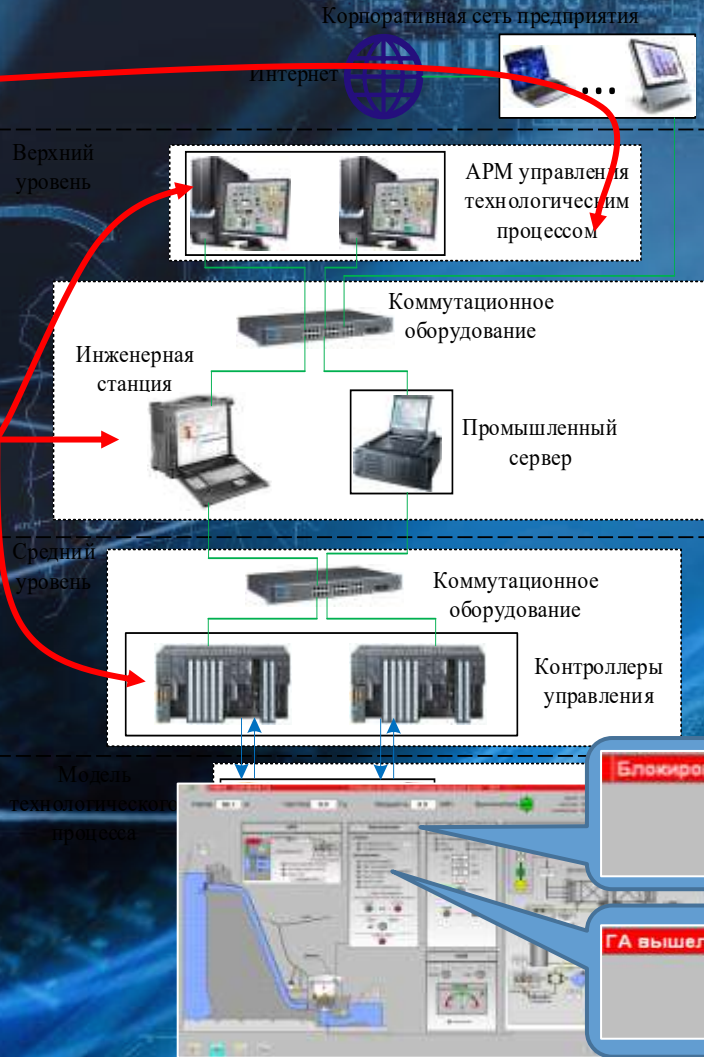 Корпоративная сеть предприятия
Интернет
...
Верхний
уровень
АРМ управления
технологическим
процессом
Коммутационное
оборудование
Инженерная
станция
Промышленный
сервер
Средний
уровень
Коммутационное
оборудование
Контроллеры
управления
Модель
технологического
процесса
Блокиров
ГА вышел